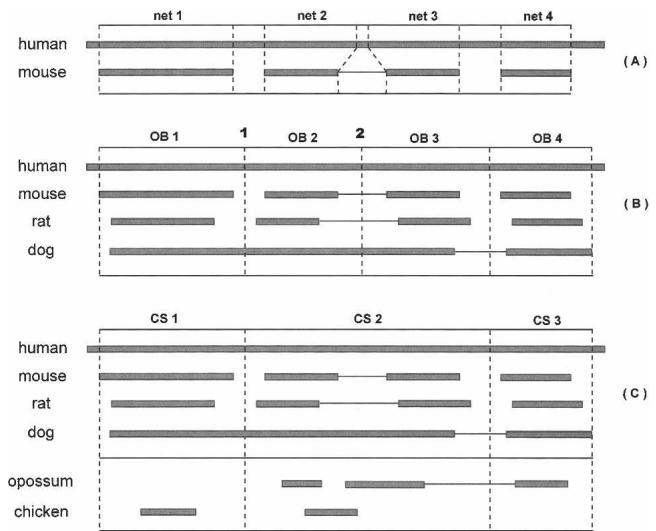 net 1 net 2 net 3 net 4
human
mouse
( A )
OB 1 1 OB 2 2 OB 3 OB 4
human
mouse
rat
dog
( B )
CS 1 CS 2 CS 3
human
mouse
rat
dog
( C )
opossum
chicken